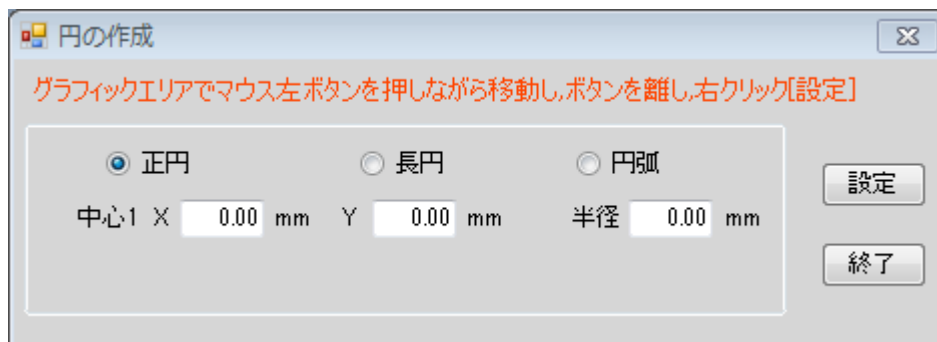 円の作成
グラフィックエリアでマウス左ボタンを押しながら移動し,ボタンを離し,右クリック[設定]
正円 長円 円弧
中心1 X 0.00 mm Y 0.00 mm 半径 0.00 mm
設定
終了